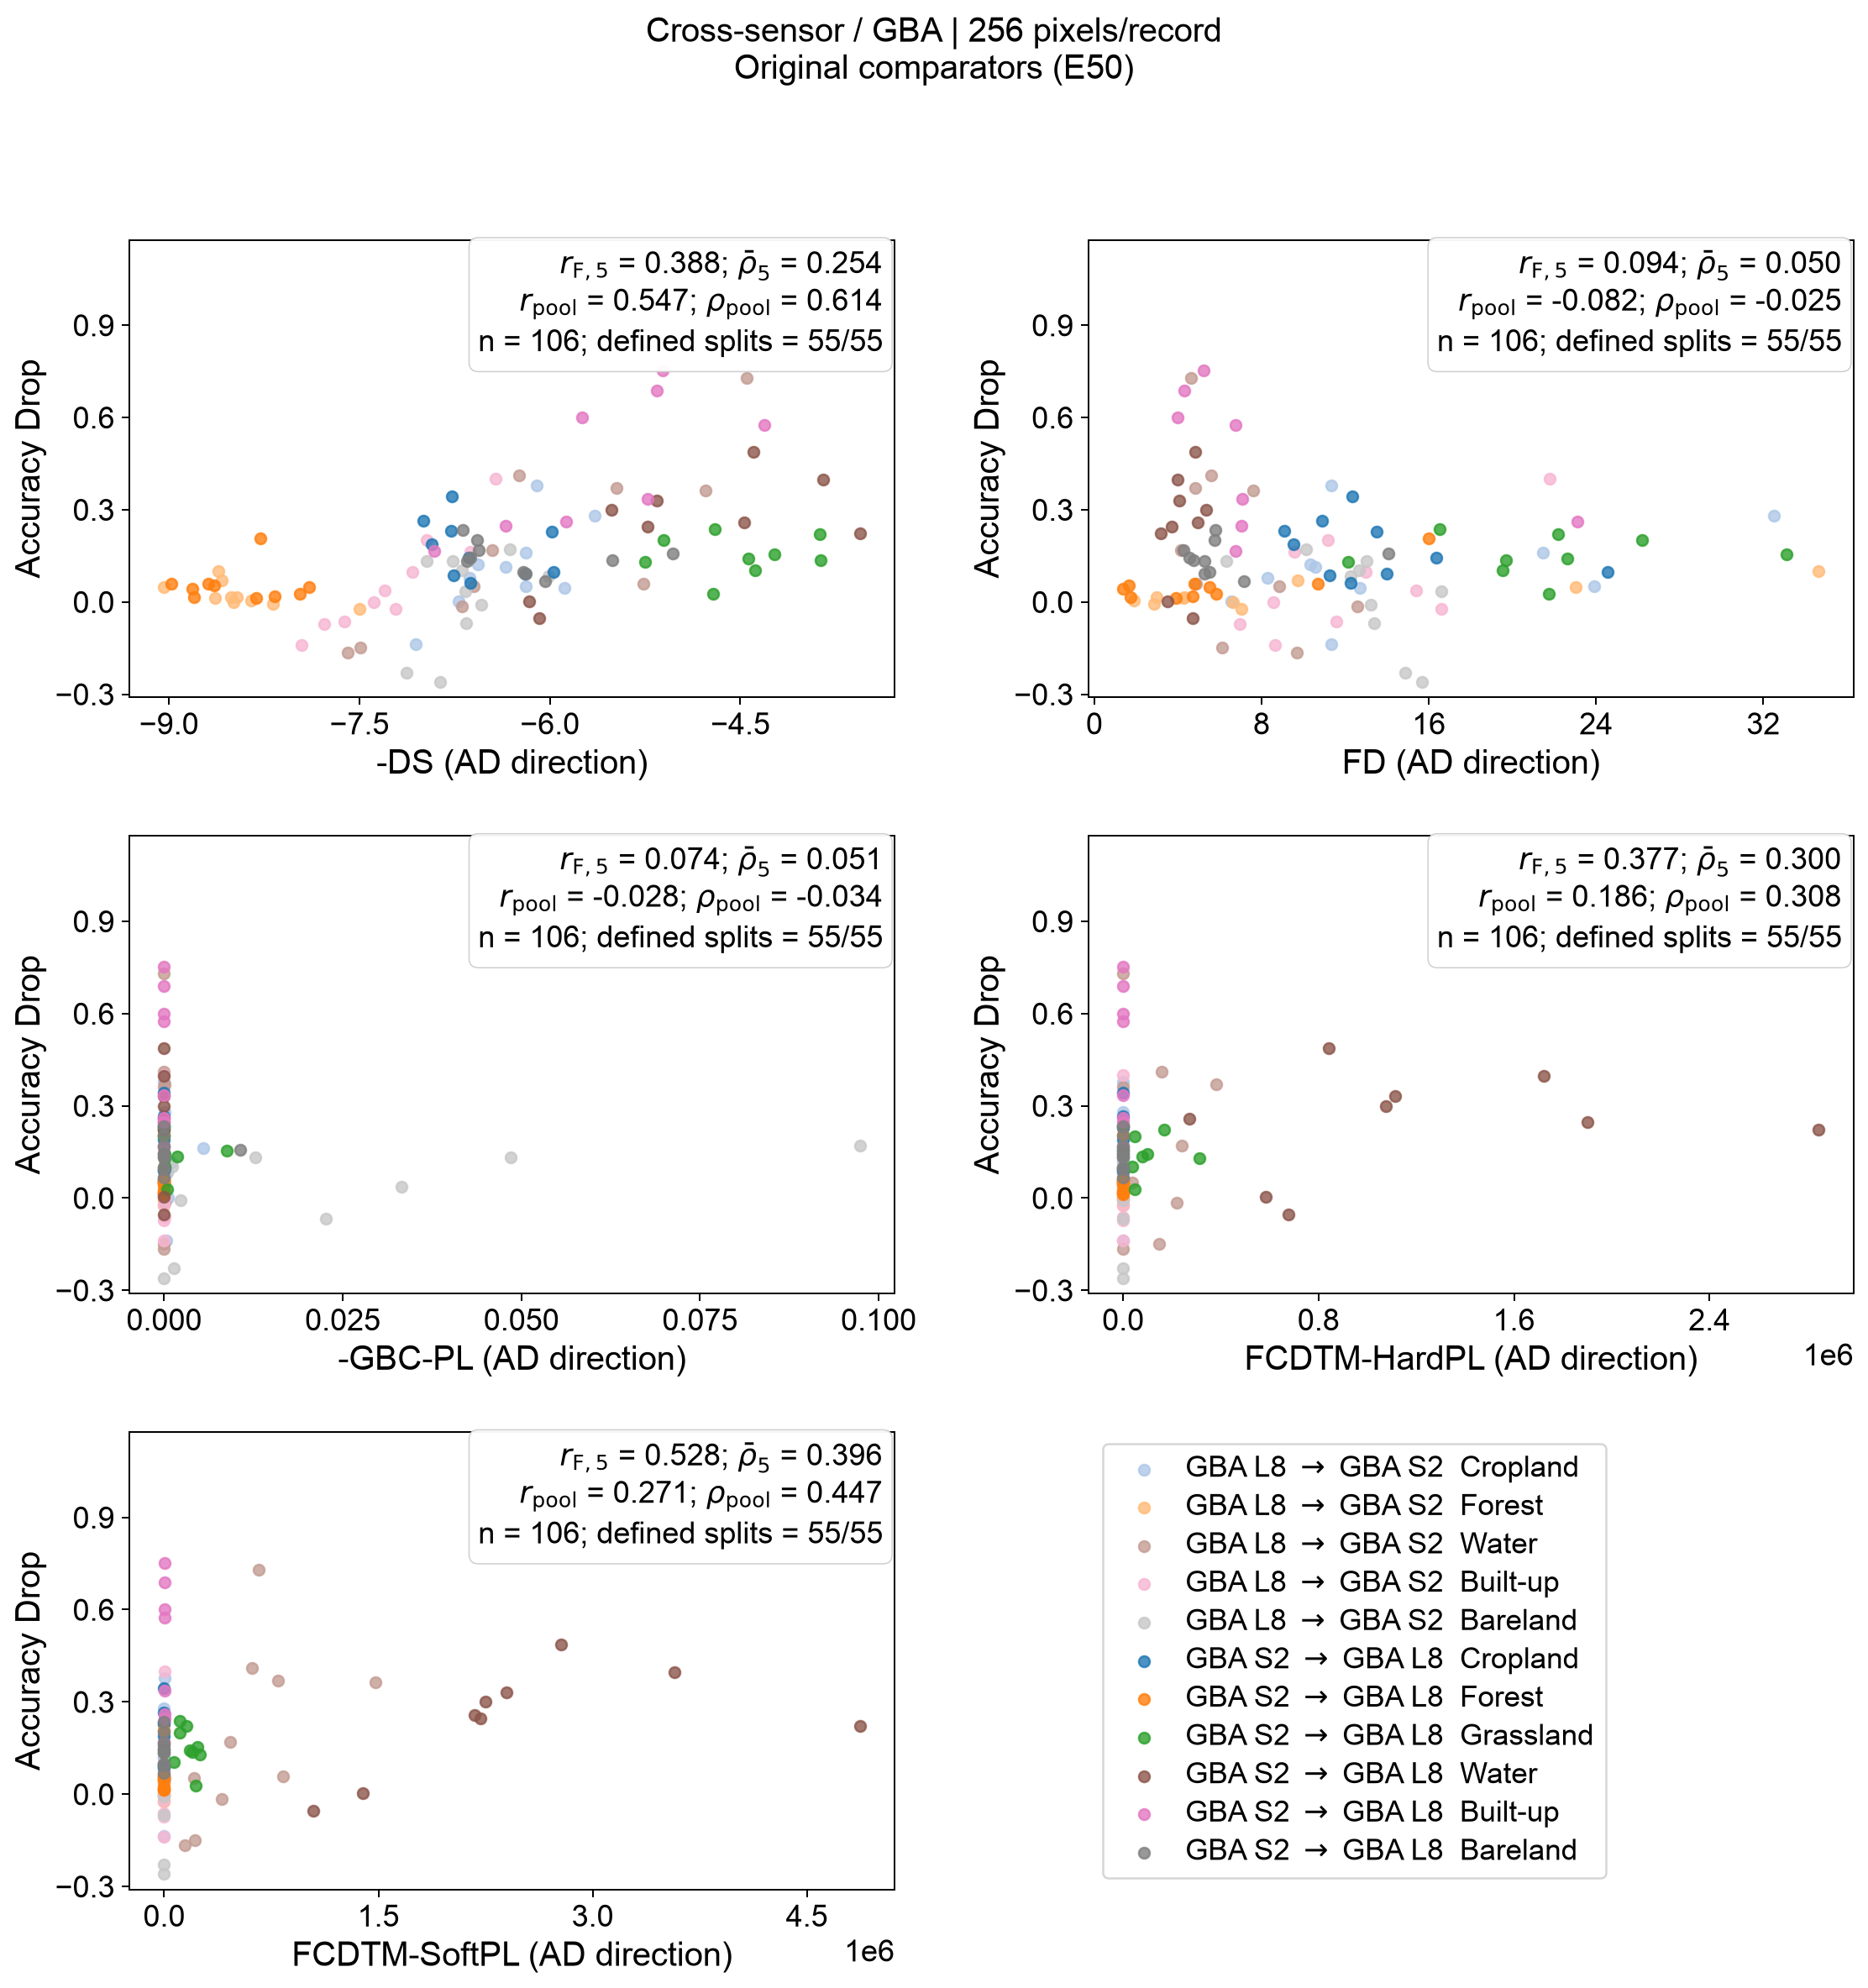 Cross-sensor / GBA | 256 pixels/record
Original comparators (E50)
r_F,5 = 0.388; ρ̄_5 = 0.254
r_pool = 0.547; ρ_pool = 0.614
n = 106; defined splits = 55/55
Accuracy Drop
0.9
0.6
0.3
0.0
−0.3
−9.0 −7.5 −6.0 −4.5
-DS (AD direction)
r_F,5 = 0.094; ρ̄_5 = 0.050
r_pool = -0.082; ρ_pool = -0.025
n = 106; defined splits = 55/55
Accuracy Drop
0.9
0.6
0.3
0.0
−0.3
0 8 16 24 32
FD (AD direction)
r_F,5 = 0.074; ρ̄_5 = 0.051
r_pool = -0.028; ρ_pool = -0.034
n = 106; defined splits = 55/55
Accuracy Drop
0.9
0.6
0.3
0.0
−0.3
0.000 0.025 0.050 0.075 0.100
-GBC-PL (AD direction)
r_F,5 = 0.377; ρ̄_5 = 0.300
r_pool = 0.186; ρ_pool = 0.308
n = 106; defined splits = 55/55
Accuracy Drop
0.9
0.6
0.3
0.0
−0.3
0.0 0.8 1.6 2.4
FCDTM-HardPL (AD direction)
1e6
r_F,5 = 0.528; ρ̄_5 = 0.396
r_pool = 0.271; ρ_pool = 0.447
n = 106; defined splits = 55/55
Accuracy Drop
0.9
0.6
0.3
0.0
−0.3
0.0 1.5 3.0 4.5
FCDTM-SoftPL (AD direction)
1e6
GBA L8 → GBA S2 Cropland
GBA L8 → GBA S2 Forest
GBA L8 → GBA S2 Water
GBA L8 → GBA S2 Built-up
GBA L8 → GBA S2 Bareland
GBA S2 → GBA L8 Cropland
GBA S2 → GBA L8 Forest
GBA S2 → GBA L8 Grassland
GBA S2 → GBA L8 Water
GBA S2 → GBA L8 Built-up
GBA S2 → GBA L8 Bareland